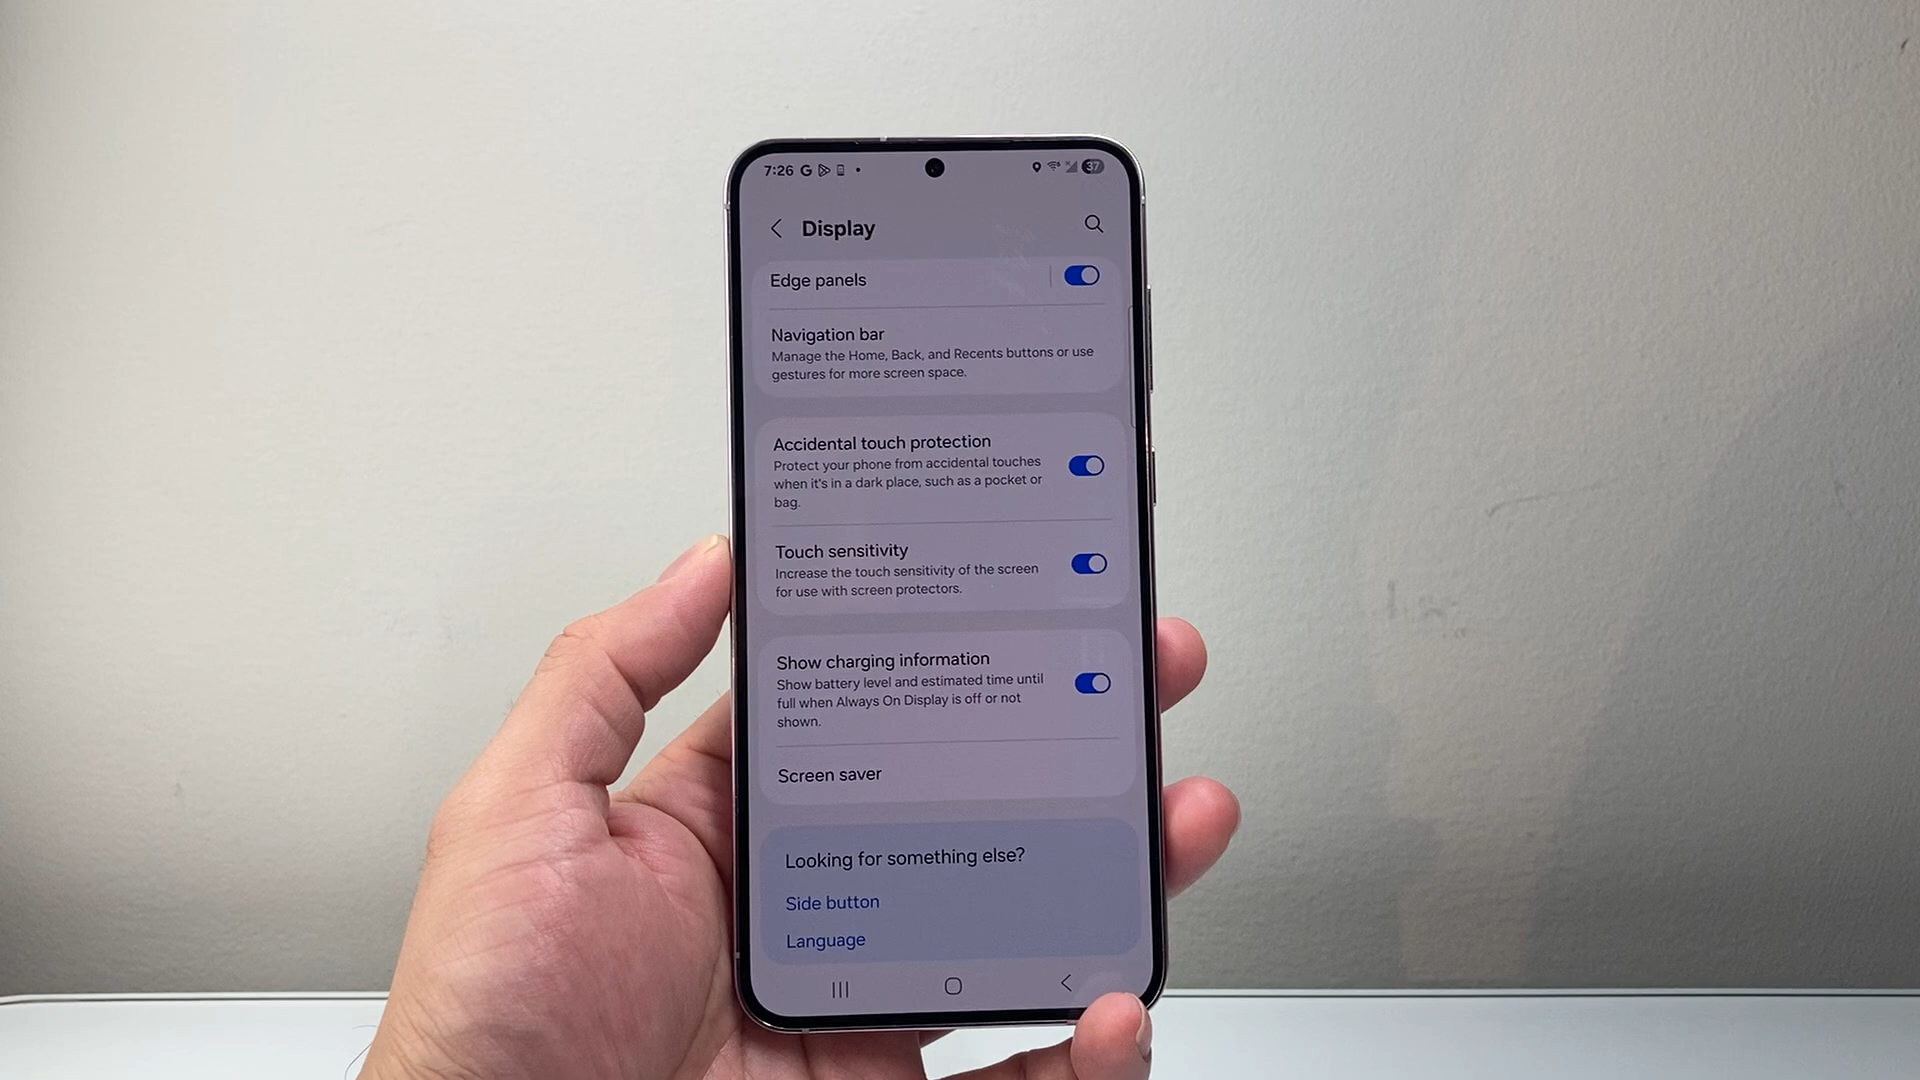 7:26 G
37
Display
Edge panels
Navigation bar
Manage the Home, Back, and Recents buttons or use
gestures for more screen space.
Accidental touch protection
Protect your phone from accidental touches
when it's in a dark place, such as a pocket or
bag.
Touch sensitivity
Increase the touch sensitivity of the screen
for use with screen protectors.
Show charging information
Show battery level and estimated time until
full when Always On Display is off or not
shown.
Screen saver
Looking for something else?
Side button
Language